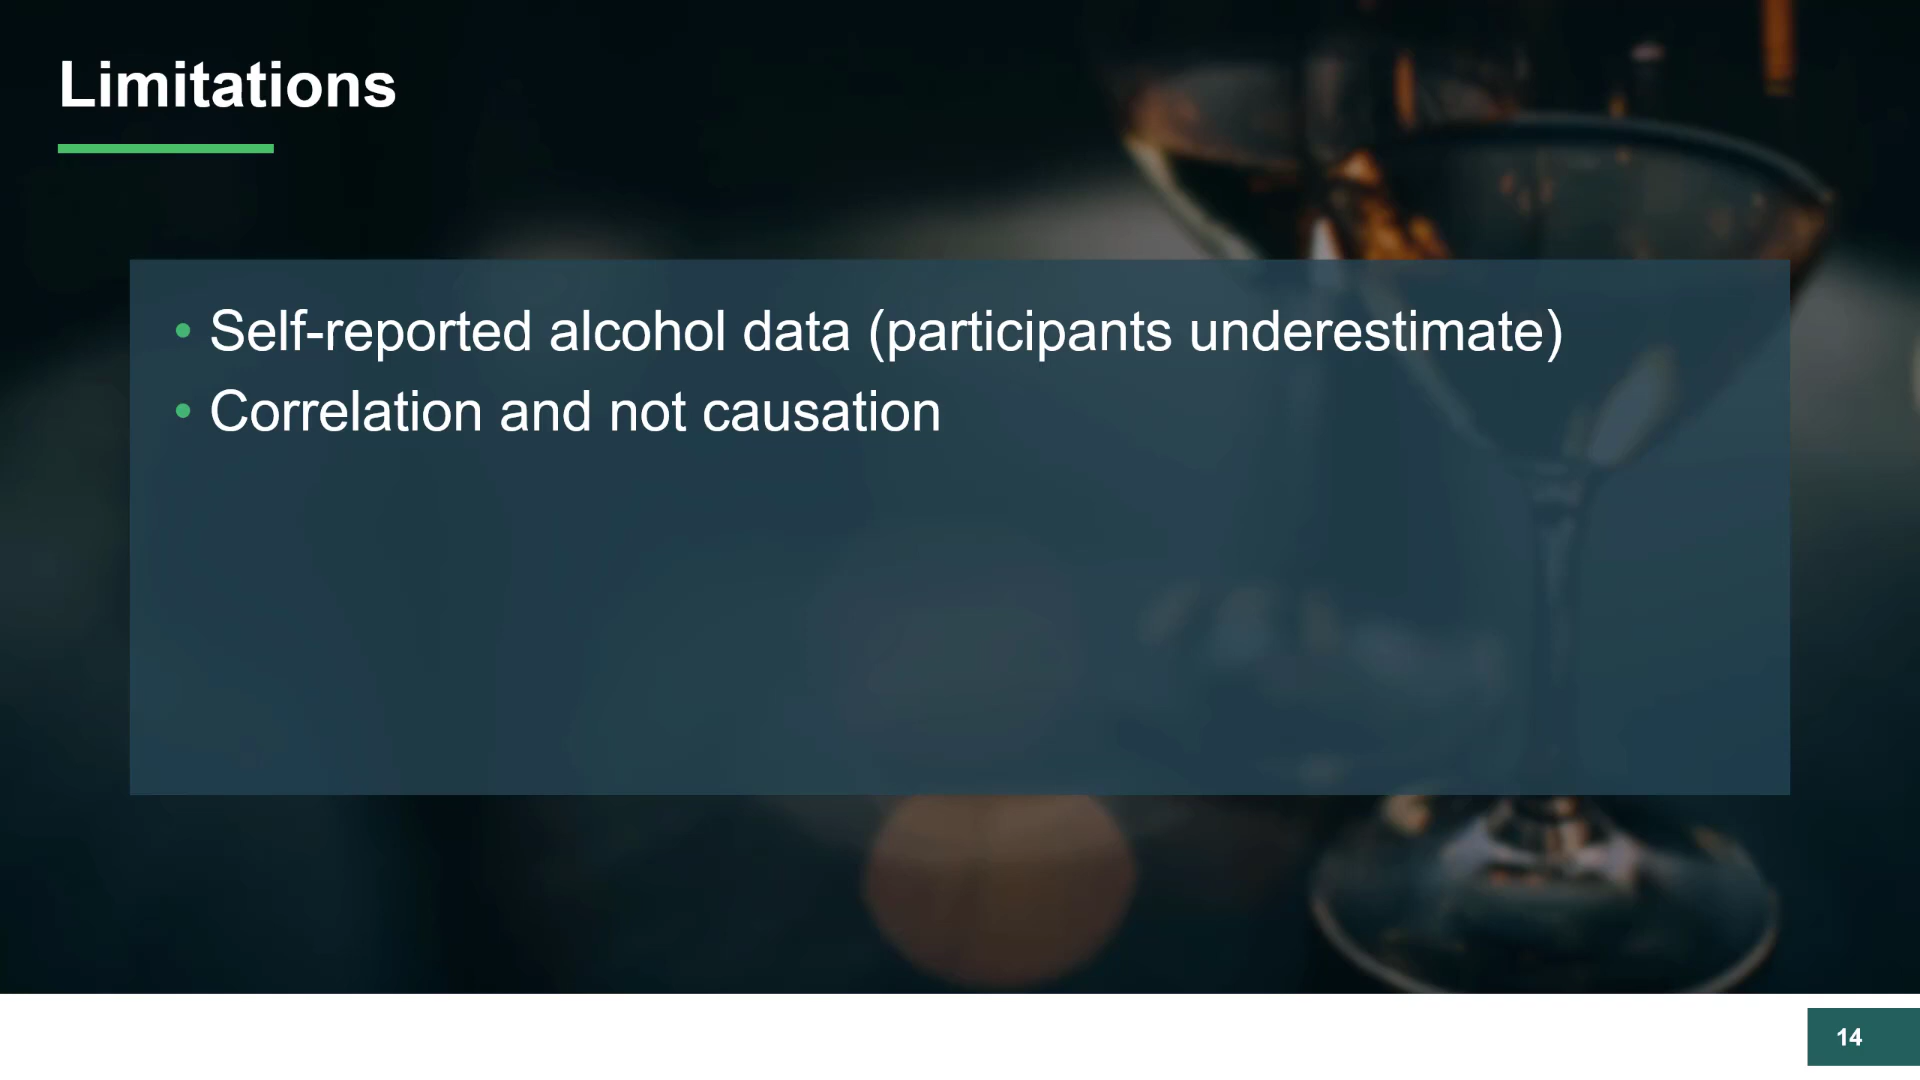 Limitations
• Self-reported alcohol data (participants underestimate)
• Correlation and not causation
14